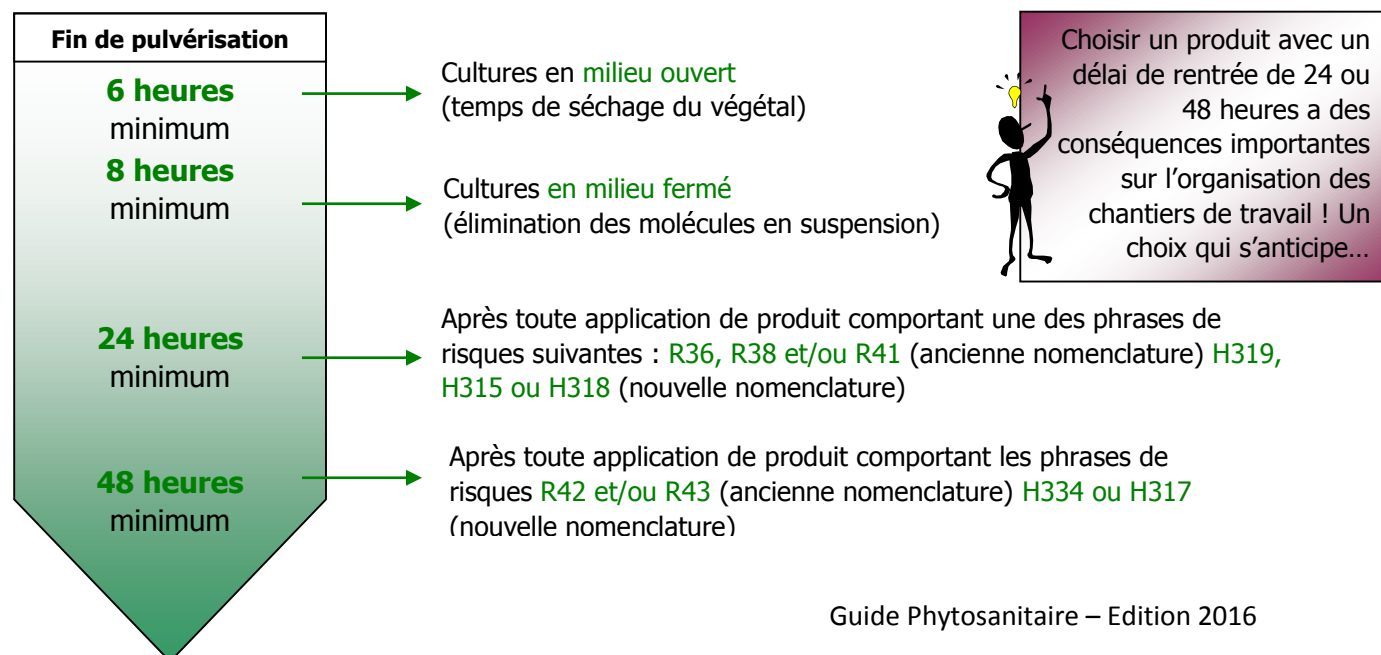 Fin de pulvérisation
6 heures
minimum
8 heures
minimum
24 heures
minimum
48 heures
minimum
Cultures en milieu ouvert
(temps de séchage du végétal)
Cultures en milieu fermé
(élimination des molécules en suspension)
Après toute application de produit comportant une des phrases de
risques suivantes : R36, R38 et/ou R41 (ancienne nomenclature) H319,
H315 ou H318 (nouvelle nomenclature)
Après toute application de produit comportant les phrases de
risques R42 et/ou R43 (ancienne nomenclature) H334 ou H317
(nouvelle nomenclature)
Choisir un produit avec un
délai de rentrée de 24 ou
48 heures a des
conséquences importantes
sur l’organisation des
chantiers de travail ! Un
choix qui s’anticipe…
Guide Phytosanitaire – Edition 2016